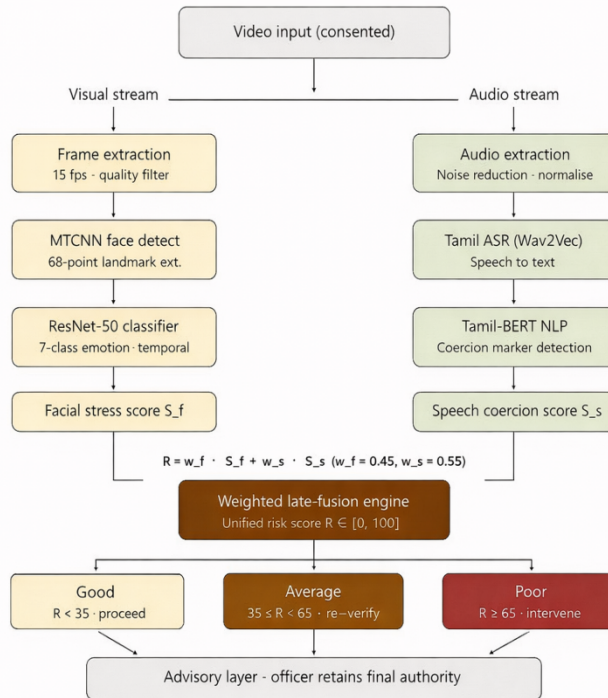 Video input (consented)
Visual stream
Audio stream
Frame extraction
15 fps · quality filter
Audio extraction
Noise reduction · normalise
MTCNN face detect
68-point landmark ext.
Tamil ASR (Wav2Vec)
Speech to text
ResNet-50 classifier
7-class emotion · temporal
Tamil-BERT NLP
Coercion marker detection
Facial stress score S_f
Speech coercion score S_s
R = w_f · S_f + w_s · S_s (w_f = 0.45, w_s = 0.55)
Weighted late-fusion engine
Unified risk score R ∈ [0, 100]
Good
R < 35 · proceed
Average
35 ≤ R < 65 · re–verify
Poor
R ≥ 65 · intervene
Advisory layer - officer retains final authority